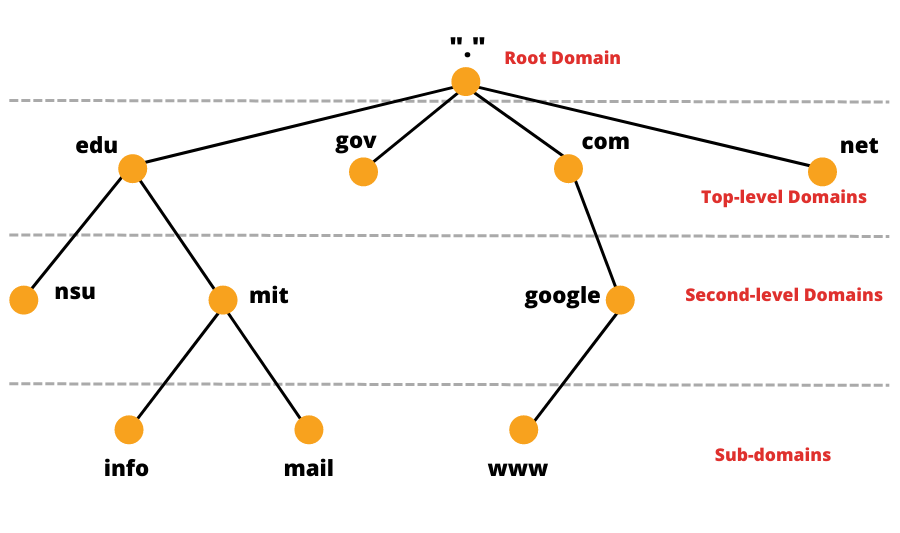 "."
Root Domain
edu
gov
com
net
Top-level Domains
nsu
mit
google
Second-level Domains
info
mail
www
Sub-domains